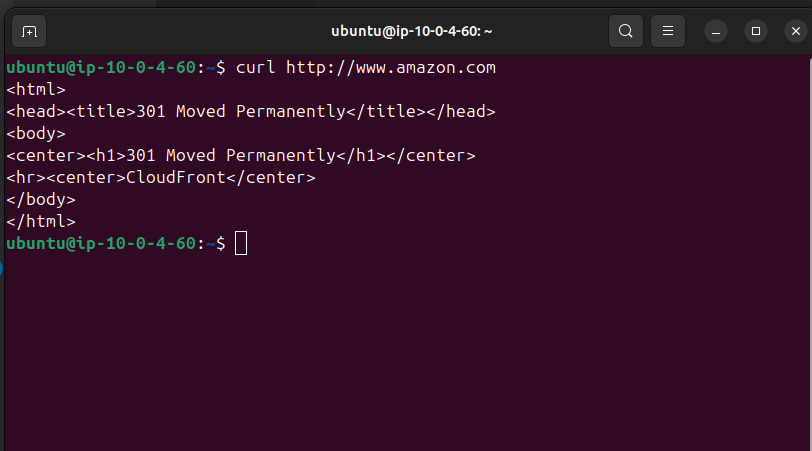 ubuntu@ip-10-0-4-60: ~
ubuntu@ip-10-0-4-60:~$ curl http://www.amazon.com
<html>
<head><title>301 Moved Permanently</title></head>
<body>
<center><h1>301 Moved Permanently</h1></center>
<hr><center>CloudFront</center>
</body>
</html>
ubuntu@ip-10-0-4-60:~$